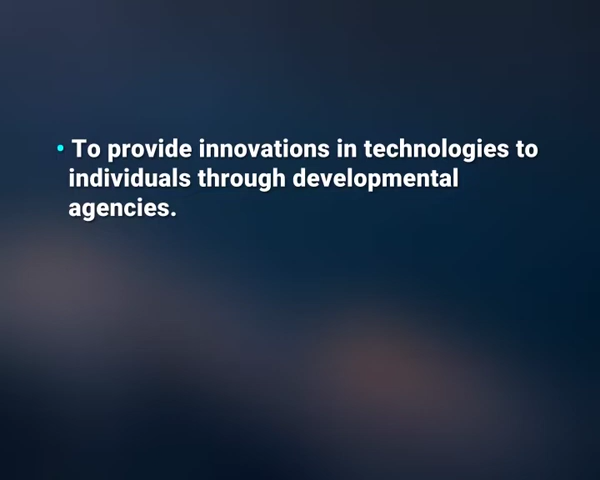 • To provide innovations in technologies to
individuals through developmental
agencies.